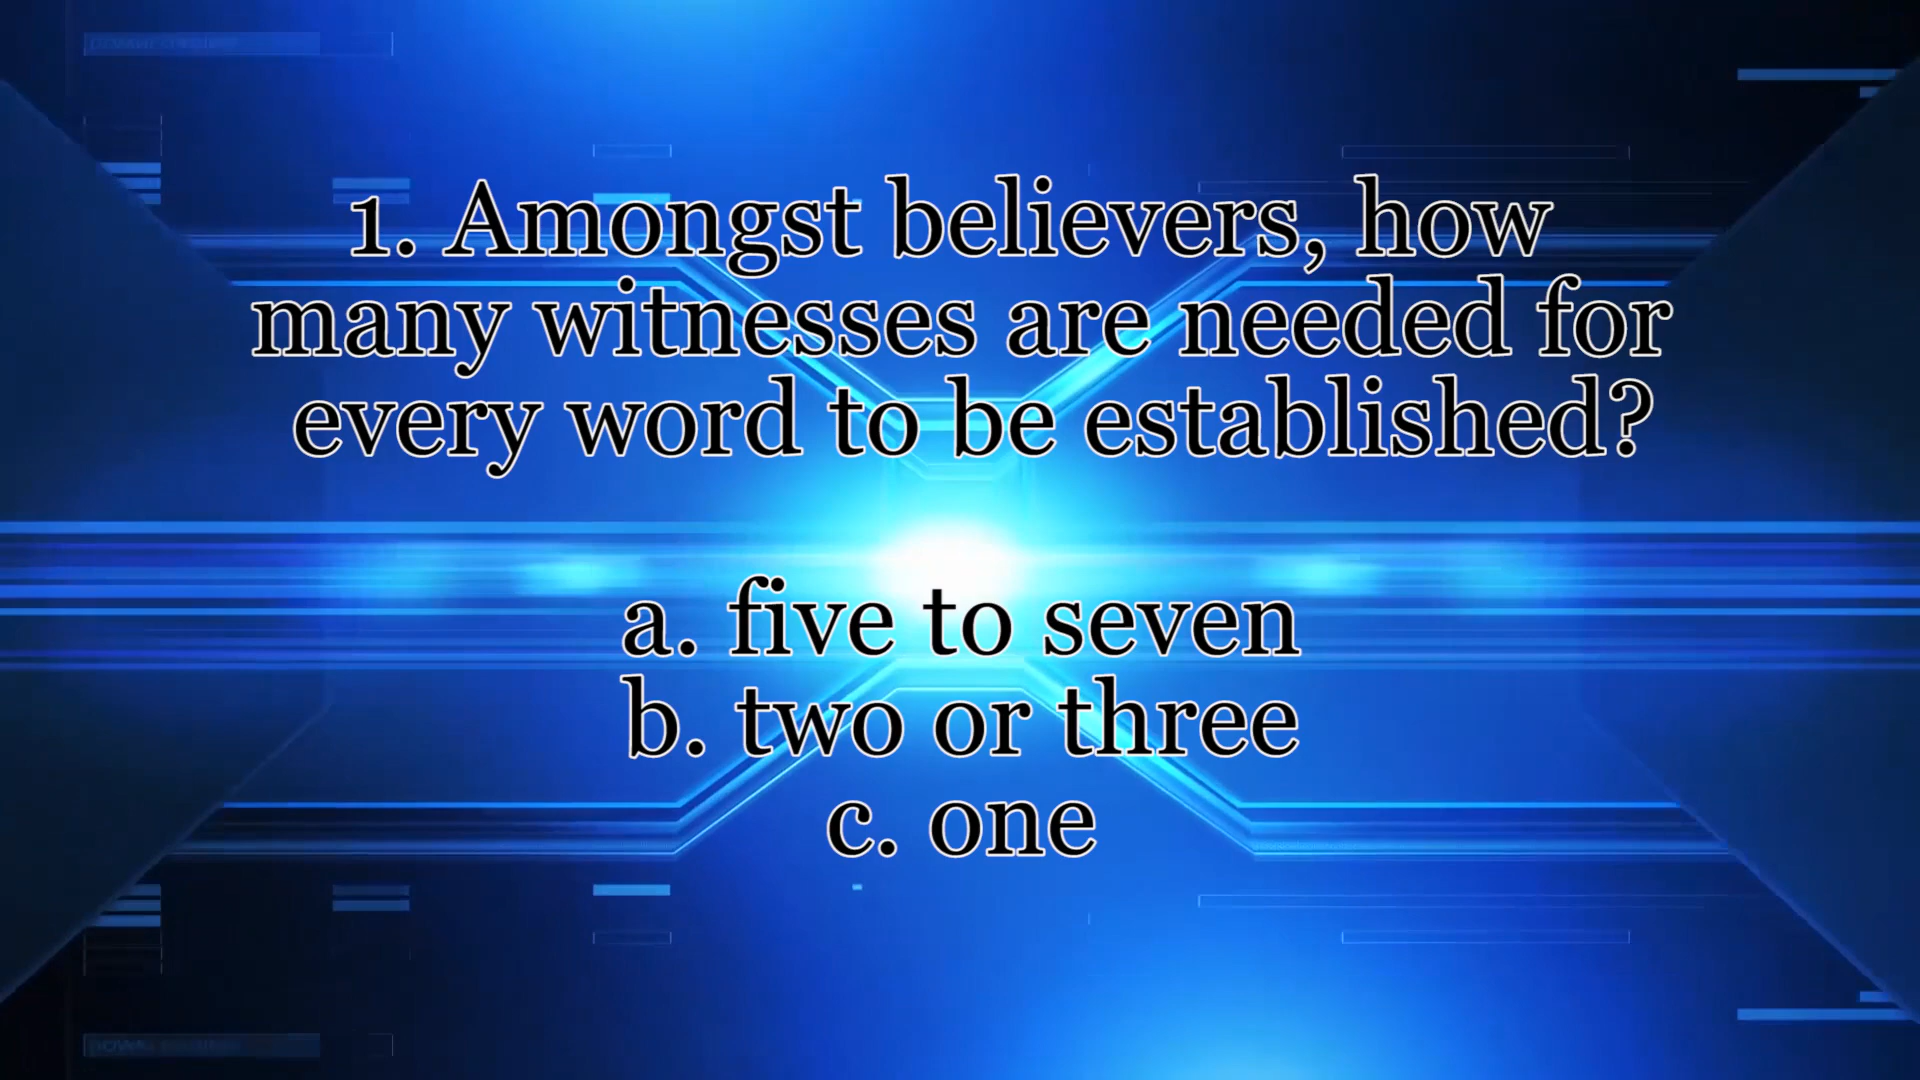 1. Amongst believers, how
many witnesses are needed for
every word to be established?
a. five to seven
b. two or three
c. one